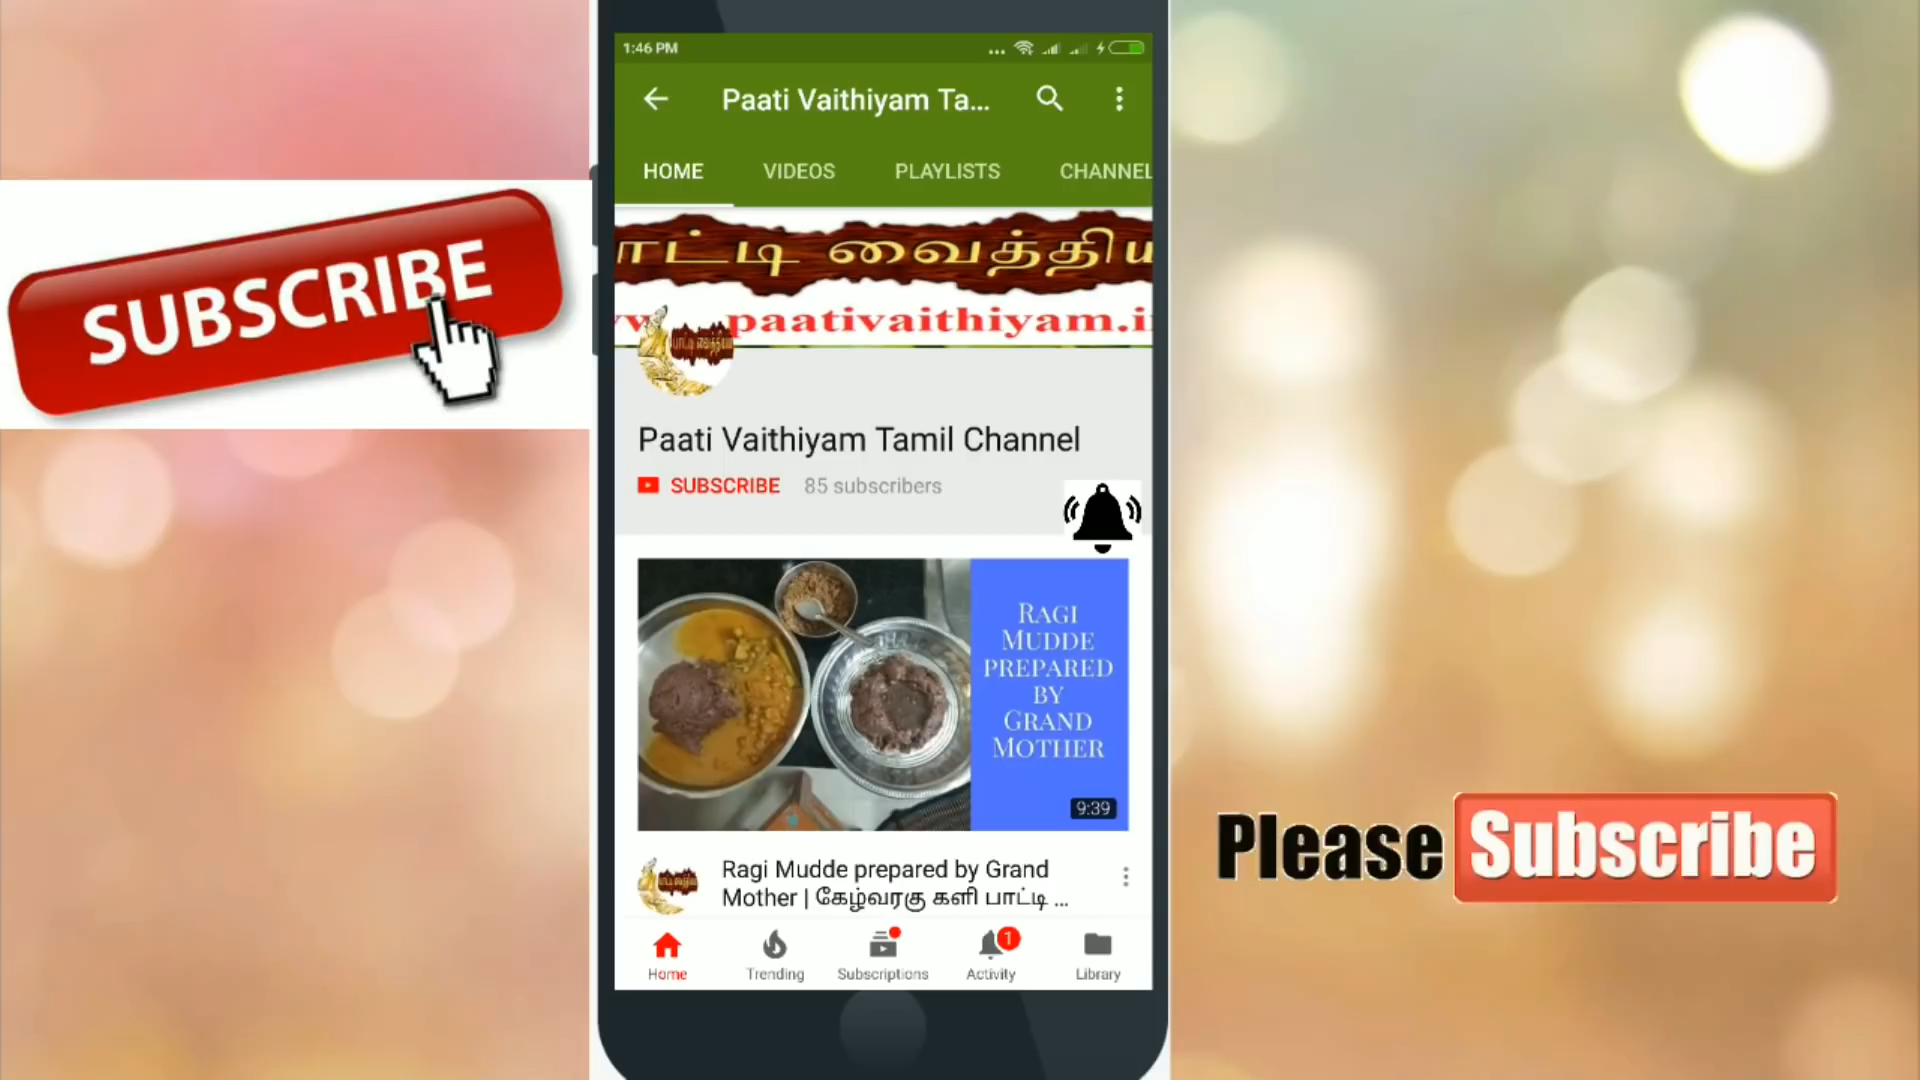 SUBSCRIBE
1:46 PM
Paati Vaithiyam Ta...
HOME VIDEOS PLAYLISTS CHANNEL
ாட்டி வைத்திய
www.paativaithiyam.i
பாட்டி வைத்திய
Paati Vaithiyam Tamil Channel
SUBSCRIBE 85 subscribers
RAGI
MUDDE
PREPARED
BY
GRAND
MOTHER
9:39
Ragi Mudde prepared by Grand
Mother | கேழ்வரகு களி பாட்டி ...
1
Home Trending Subscriptions Activity Library
Please Subscribe